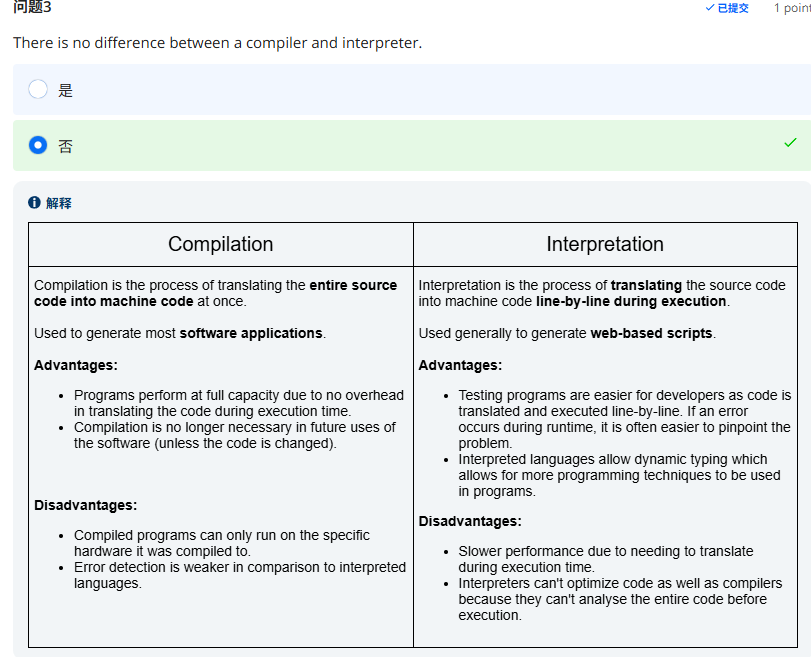 问题3
已提交 1 point
There is no difference between a compiler and interpreter.
是
否
解释
Compilation
Compilation is the process of translating the entire source
code into machine code at once.
Used to generate most software applications.
Advantages:
• Programs perform at full capacity due to no overhead
in translating the code during execution time.
• Compilation is no longer necessary in future uses of
the software (unless the code is changed).
Disadvantages:
• Compiled programs can only run on the specific
hardware it was compiled to.
• Error detection is weaker in comparison to interpreted
languages.
Interpretation
Interpretation is the process of translating the source code
into machine code line-by-line during execution.
Used generally to generate web-based scripts.
Advantages:
• Testing programs are easier for developers as code is
translated and executed line-by-line. If an error
occurs during runtime, it is often easier to pinpoint the
problem.
• Interpreted languages allow dynamic typing which
allows for more programming techniques to be used
in programs.
Disadvantages:
• Slower performance due to needing to translate
during execution time.
• Interpreters can't optimize code as well as compilers
because they can't analyse the entire code before
execution.